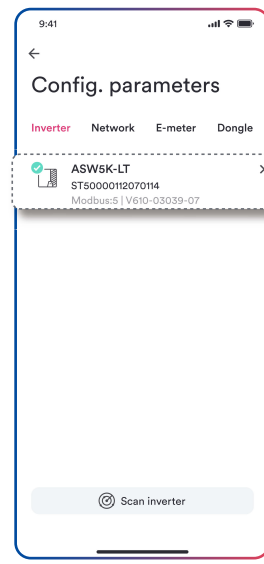 9:41
Config. parameters
Inverter Network E-meter Dongle
ASW5K-LT
ST50000112070114
Modbus:5 | V610-03039-07
Scan inverter